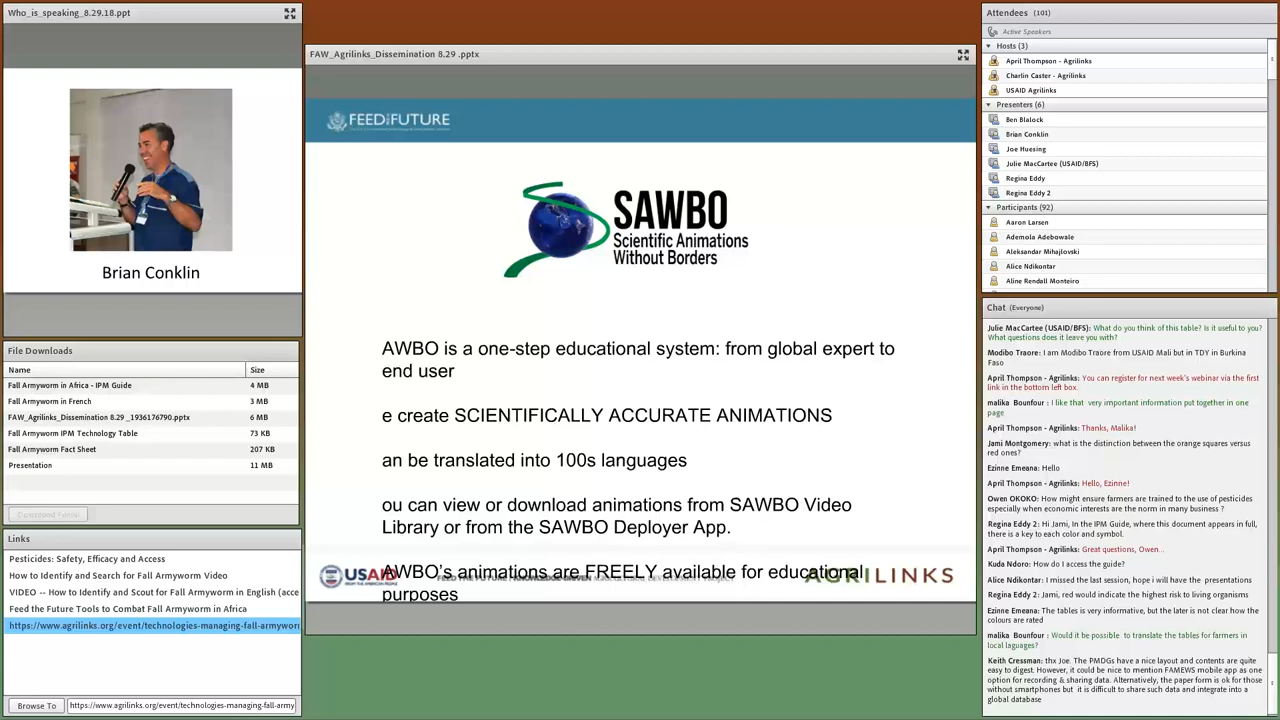 Who_is_speaking_8.29.18.ppt
Brian Conklin
File Downloads
Name Size
Fall Armyworm in Africa - IPM Guide 4 MB
Fall Armyworm in French 3 MB
FAW_Agrilinks_Dissemination 8.29 _1936176790.pptx 6 MB
Fall Armyworm IPM Technology Table 73 KB
Fall Armyworm Fact Sheet 207 KB
Presentation 11 MB
Links
Pesticides: Safety, Efficacy and Access
How to Identify and Search for Fall Armyworm Video
VIDEO -- How to Identify and Scout for Fall Armyworm in English (acce
Feed the Future Tools to Combat Fall Armyworm in Africa
https://www.agrilinks.org/event/technologies-managing-fall-armyworn
Browse To https://www.agrilinks.org/event/technologies-managing-fall-army
FAW_Agrilinks_Dissemination 8.29 .pptx
FEED THE FUTURE
SAWBO
Scientific Animations
Without Borders
AWBO is a one-step educational system: from global expert to
end user
e create SCIENTIFICALLY ACCURATE ANIMATIONS
an be translated into 100s languages
ou can view or download animations from SAWBO Video
Library or from the SAWBO Deployer App.
AWBO's animations are FREELY available for educational
purposes
USAID
FROM THE AMERICAN PEOPLE
AGRILINKS
Attendees (101)
Active Speakers
Hosts (3)
April Thompson - Agrilinks
Charlin Caster - Agrilinks
USAID Agrilinks
Presenters (6)
Ben Blalock
Brian Conklin
Joe Huesing
Julie MacCartee (USAID/BFS)
Regina Eddy
Regina Eddy 2
Participants (92)
Aaron Larsen
Ademola Adebowale
Aleksandar Mihajlovski
Alice Ndikontar
Aline Rendall Monteiro
Chat (Everyone)
Julie MacCartee (USAID/BFS): What do you think of this table? Is it useful to you?
What questions does it leave you with?
Modibo Traore: I am Modibo Traore from USAID Mali but in TDY in Burkina
Faso
April Thompson - Agrilinks: You can register for next week's webinar via the first
link in the bottom left box.
malika Bounfour : I like that very important information put together in one
page
April Thompson - Agrilinks: Thanks, Malika!
Jami Montgomery: what is the distinction between the orange squares versus
red ones?
Ezinne Emeana: Hello
April Thompson - Agrilinks: Hello, Ezinne!
Owen OKOKO: How might ensure farmers are trained to the use of pesticides
especially when economic interests are the norm in many business ?
Regina Eddy 2: Hi Jami, In the IPM Guide, where this document appears in full,
there is a key to each color and symbol.
April Thompson - Agrilinks: Great questions, Owen...
Kuda Ndoro: How do I access the guide?
Alice Ndikontar: I missed the last session, hope i will have the presentations
Regina Eddy 2: Jami, red would indicate the highest risk to living organisms
Ezinne Emeana: The tables is very informative, but the later is not clear how the
colours are rated
malika Bounfour : Would it be possible to translate the tables for farmers in
local laguages?
Keith Cressman: thx Joe. The PMDGs have a nice layout and contents are quite
easy to digest. However, it could be nice to mention FAMEWS mobile app as one
option for recording & sharing data. Alternatively, the paper form is ok for those
without smartphones but it is difficult to share such data and integrate into a
global database